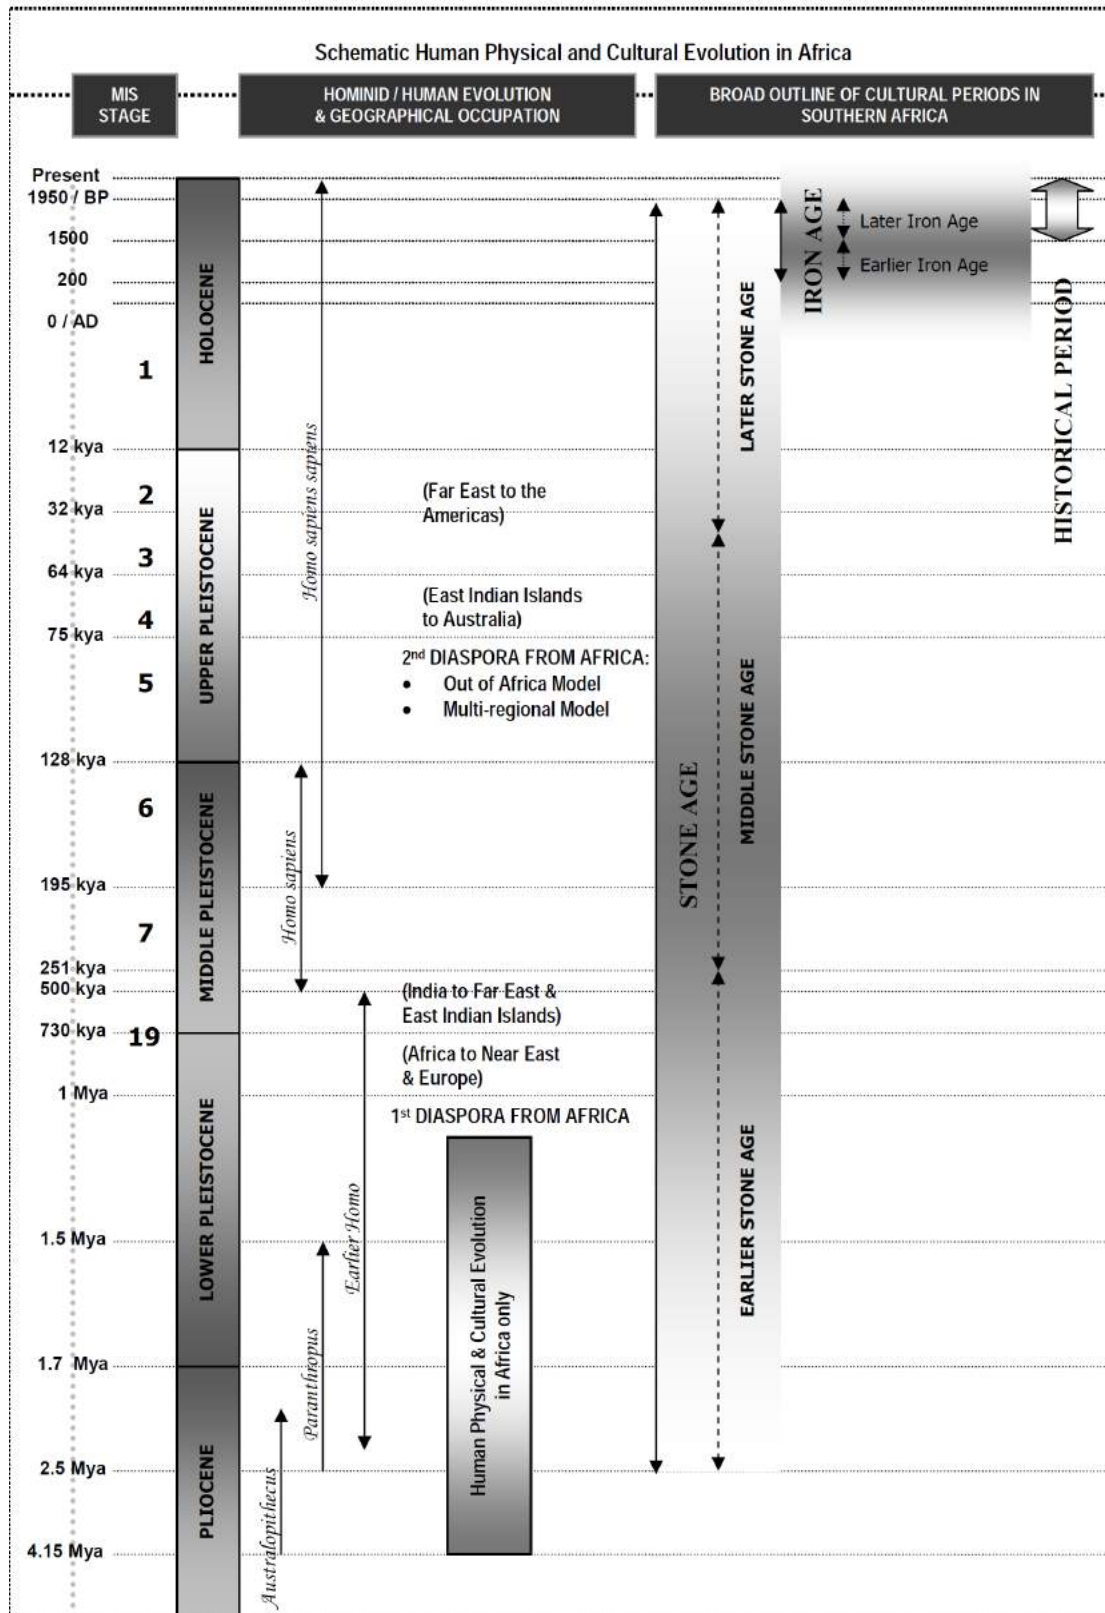 Schematic Human Physical and Cultural Evolution in Africa
MIS
STAGE
HOMINID / HUMAN EVOLUTION
& GEOGRAPHICAL OCCUPATION
BROAD OUTLINE OF CULTURAL PERIODS IN
SOUTHERN AFRICA
Present
1950 / BP
1500
200
0 / AD
12 kya
32 kya
64 kya
75 kya
128 kya
195 kya
251 kya
500 kya
730 kya
1 Mya
1.5 Mya
1.7 Mya
2.5 Mya
4.15 Mya
1
2
3
4
5
6
7
19
HOLOCENE
UPPER PLEISTOCENE
MIDDLE PLEISTOCENE
LOWER PLEISTOCENE
PLIOCENE
Homo sapiens sapiens
Homo sapiens
Earlier Homo
Paranthropus
Australopithecus
(Far East to the
Americas)
(East Indian Islands
to Australia)
2nd DIASPORA FROM AFRICA:
• Out of Africa Model
• Multi-regional Model
(India to Far East &
East Indian Islands)
(Africa to Near East
& Europe)
1st DIASPORA FROM AFRICA
Human Physical & Cultural Evolution
in Africa only
STONE AGE
LATER STONE AGE
MIDDLE STONE AGE
EARLIER STONE AGE
IRON AGE
Later Iron Age
Earlier Iron Age
HISTORICAL PERIOD